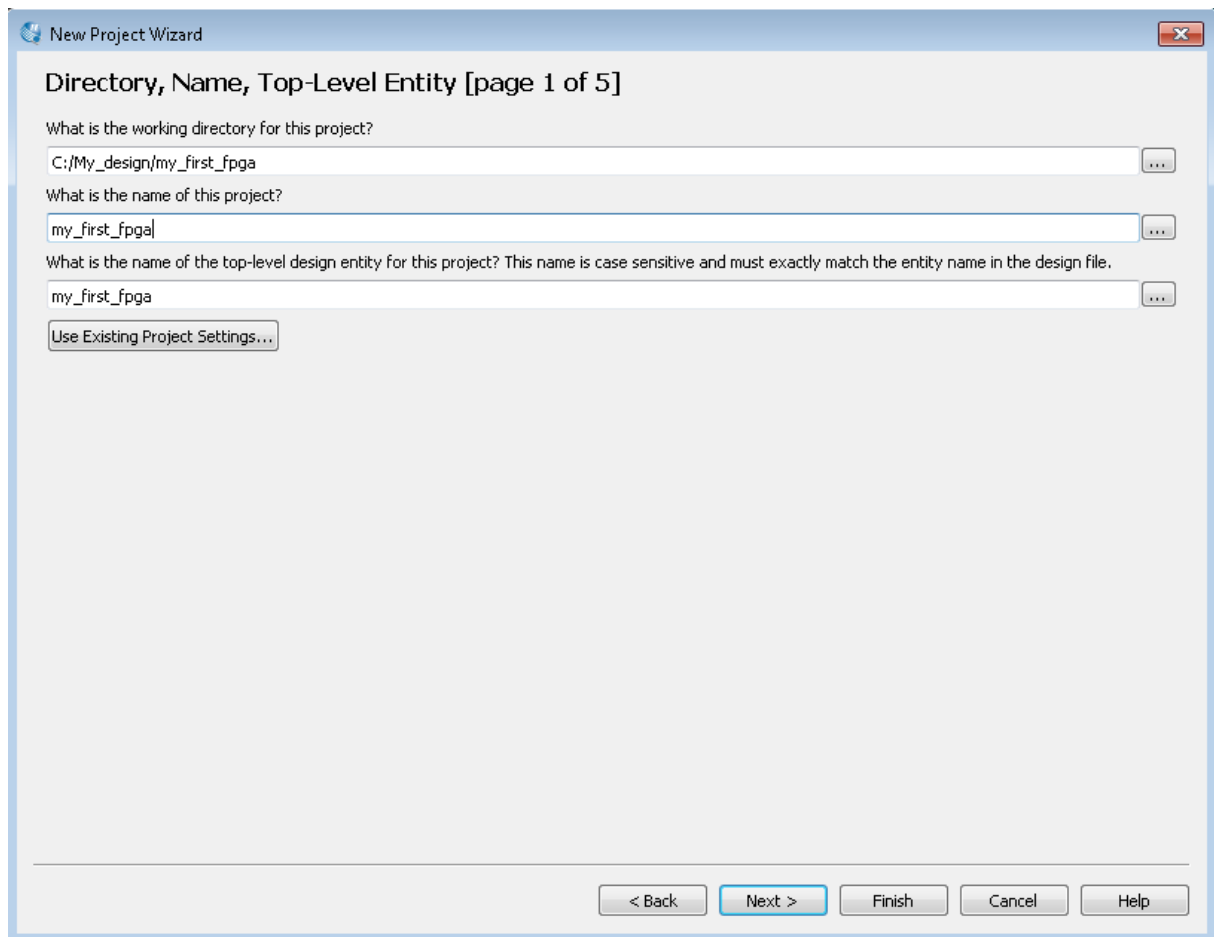 New Project Wizard
Directory, Name, Top-Level Entity [page 1 of 5]
What is the working directory for this project?
C:/My_design/my_first_fpga
...
What is the name of this project?
my_first_fpga
...
What is the name of the top-level design entity for this project? This name is case sensitive and must exactly match the entity name in the design file.
my_first_fpga
...
Use Existing Project Settings...
< Back Next > Finish Cancel Help